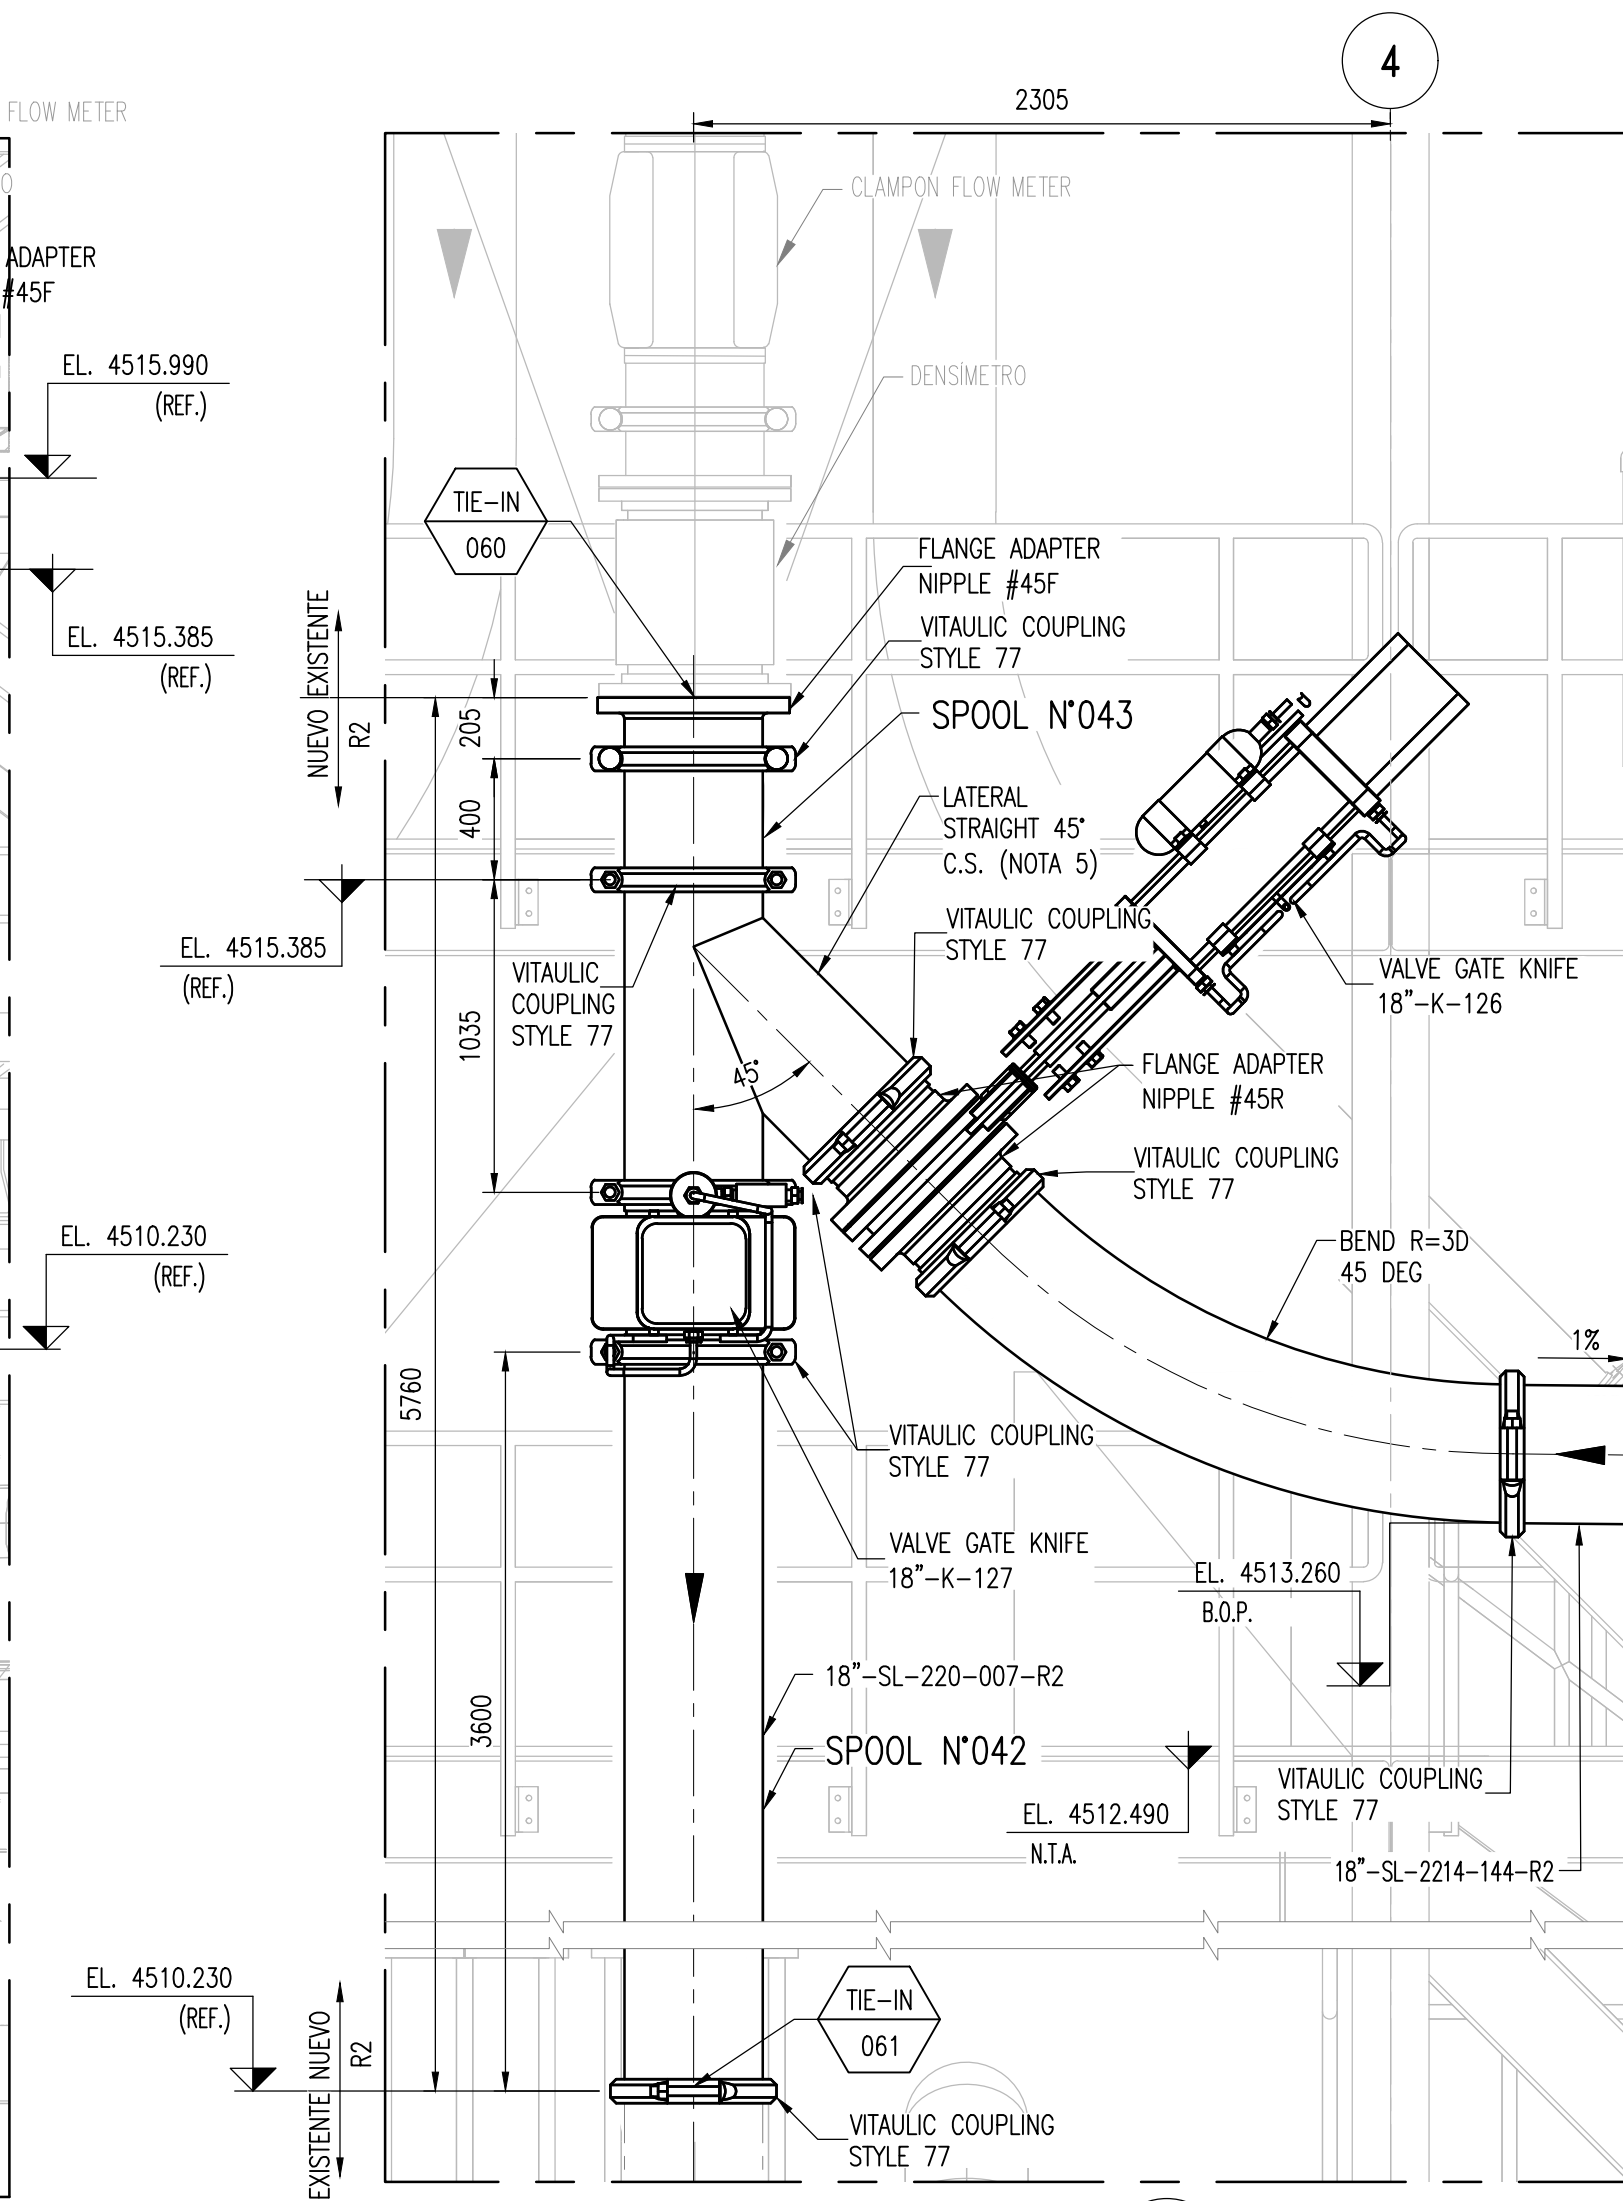 4
2305
FLOW METER
O
ADAPTER
#45F
EL. 4515.990
(REF.)
EL. 4515.385
(REF.)
CLAMPON FLOW METER
DENSÍMETRO
TIE-IN
060
NUEVO EXISTENTE
R2
205
400
1035
FLANGE ADAPTER
NIPPLE #45F
VITAULIC COUPLING
STYLE 77
SPOOL N°043
LATERAL
STRAIGHT 45°
C.S. (NOTA 5)
VITAULIC COUPLING
STYLE 77
EL. 4515.385
(REF.)
VITAULIC
COUPLING
STYLE 77
VALVE GATE KNIFE
18"-K-126
45°
FLANGE ADAPTER
NIPPLE #45R
VITAULIC COUPLING
STYLE 77
EL. 4510.230
(REF.)
BEND R=3D
45 DEG
1%
5760
VITAULIC COUPLING
STYLE 77
VALVE GATE KNIFE
18"-K-127
EL. 4513.260
B.O.P.
18"-SL-220-007-R2
3600
SPOOL N°042
EL. 4512.490
N.T.A.
VITAULIC COUPLING
STYLE 77
18"-SL-2214-144-R2
EL. 4510.230
(REF.)
EXISTENTE NUEVO
R2
TIE-IN
061
VITAULIC COUPLING
STYLE 77